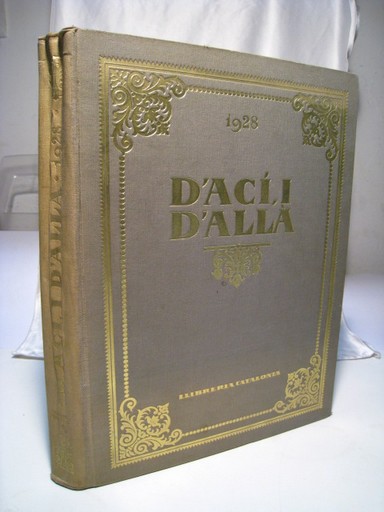 1928
D'ACÍ, I
D'ALLÀ
LLIBRERIA CATALONIA
D'ACÍ, I D'ALLÀ - 1928